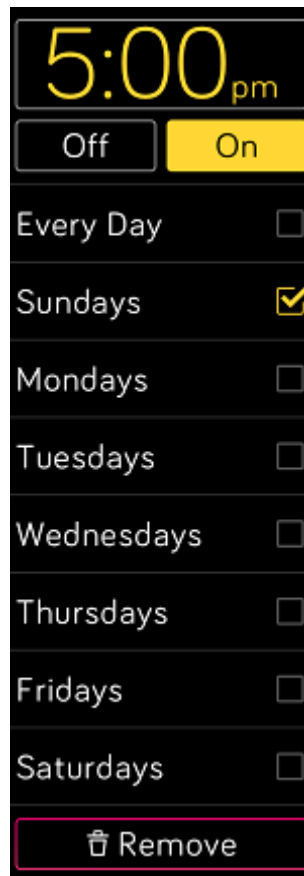 5:00pm
Off On
Every Day
Sundays
Mondays
Tuesdays
Wednesdays
Thursdays
Fridays
Saturdays
Remove